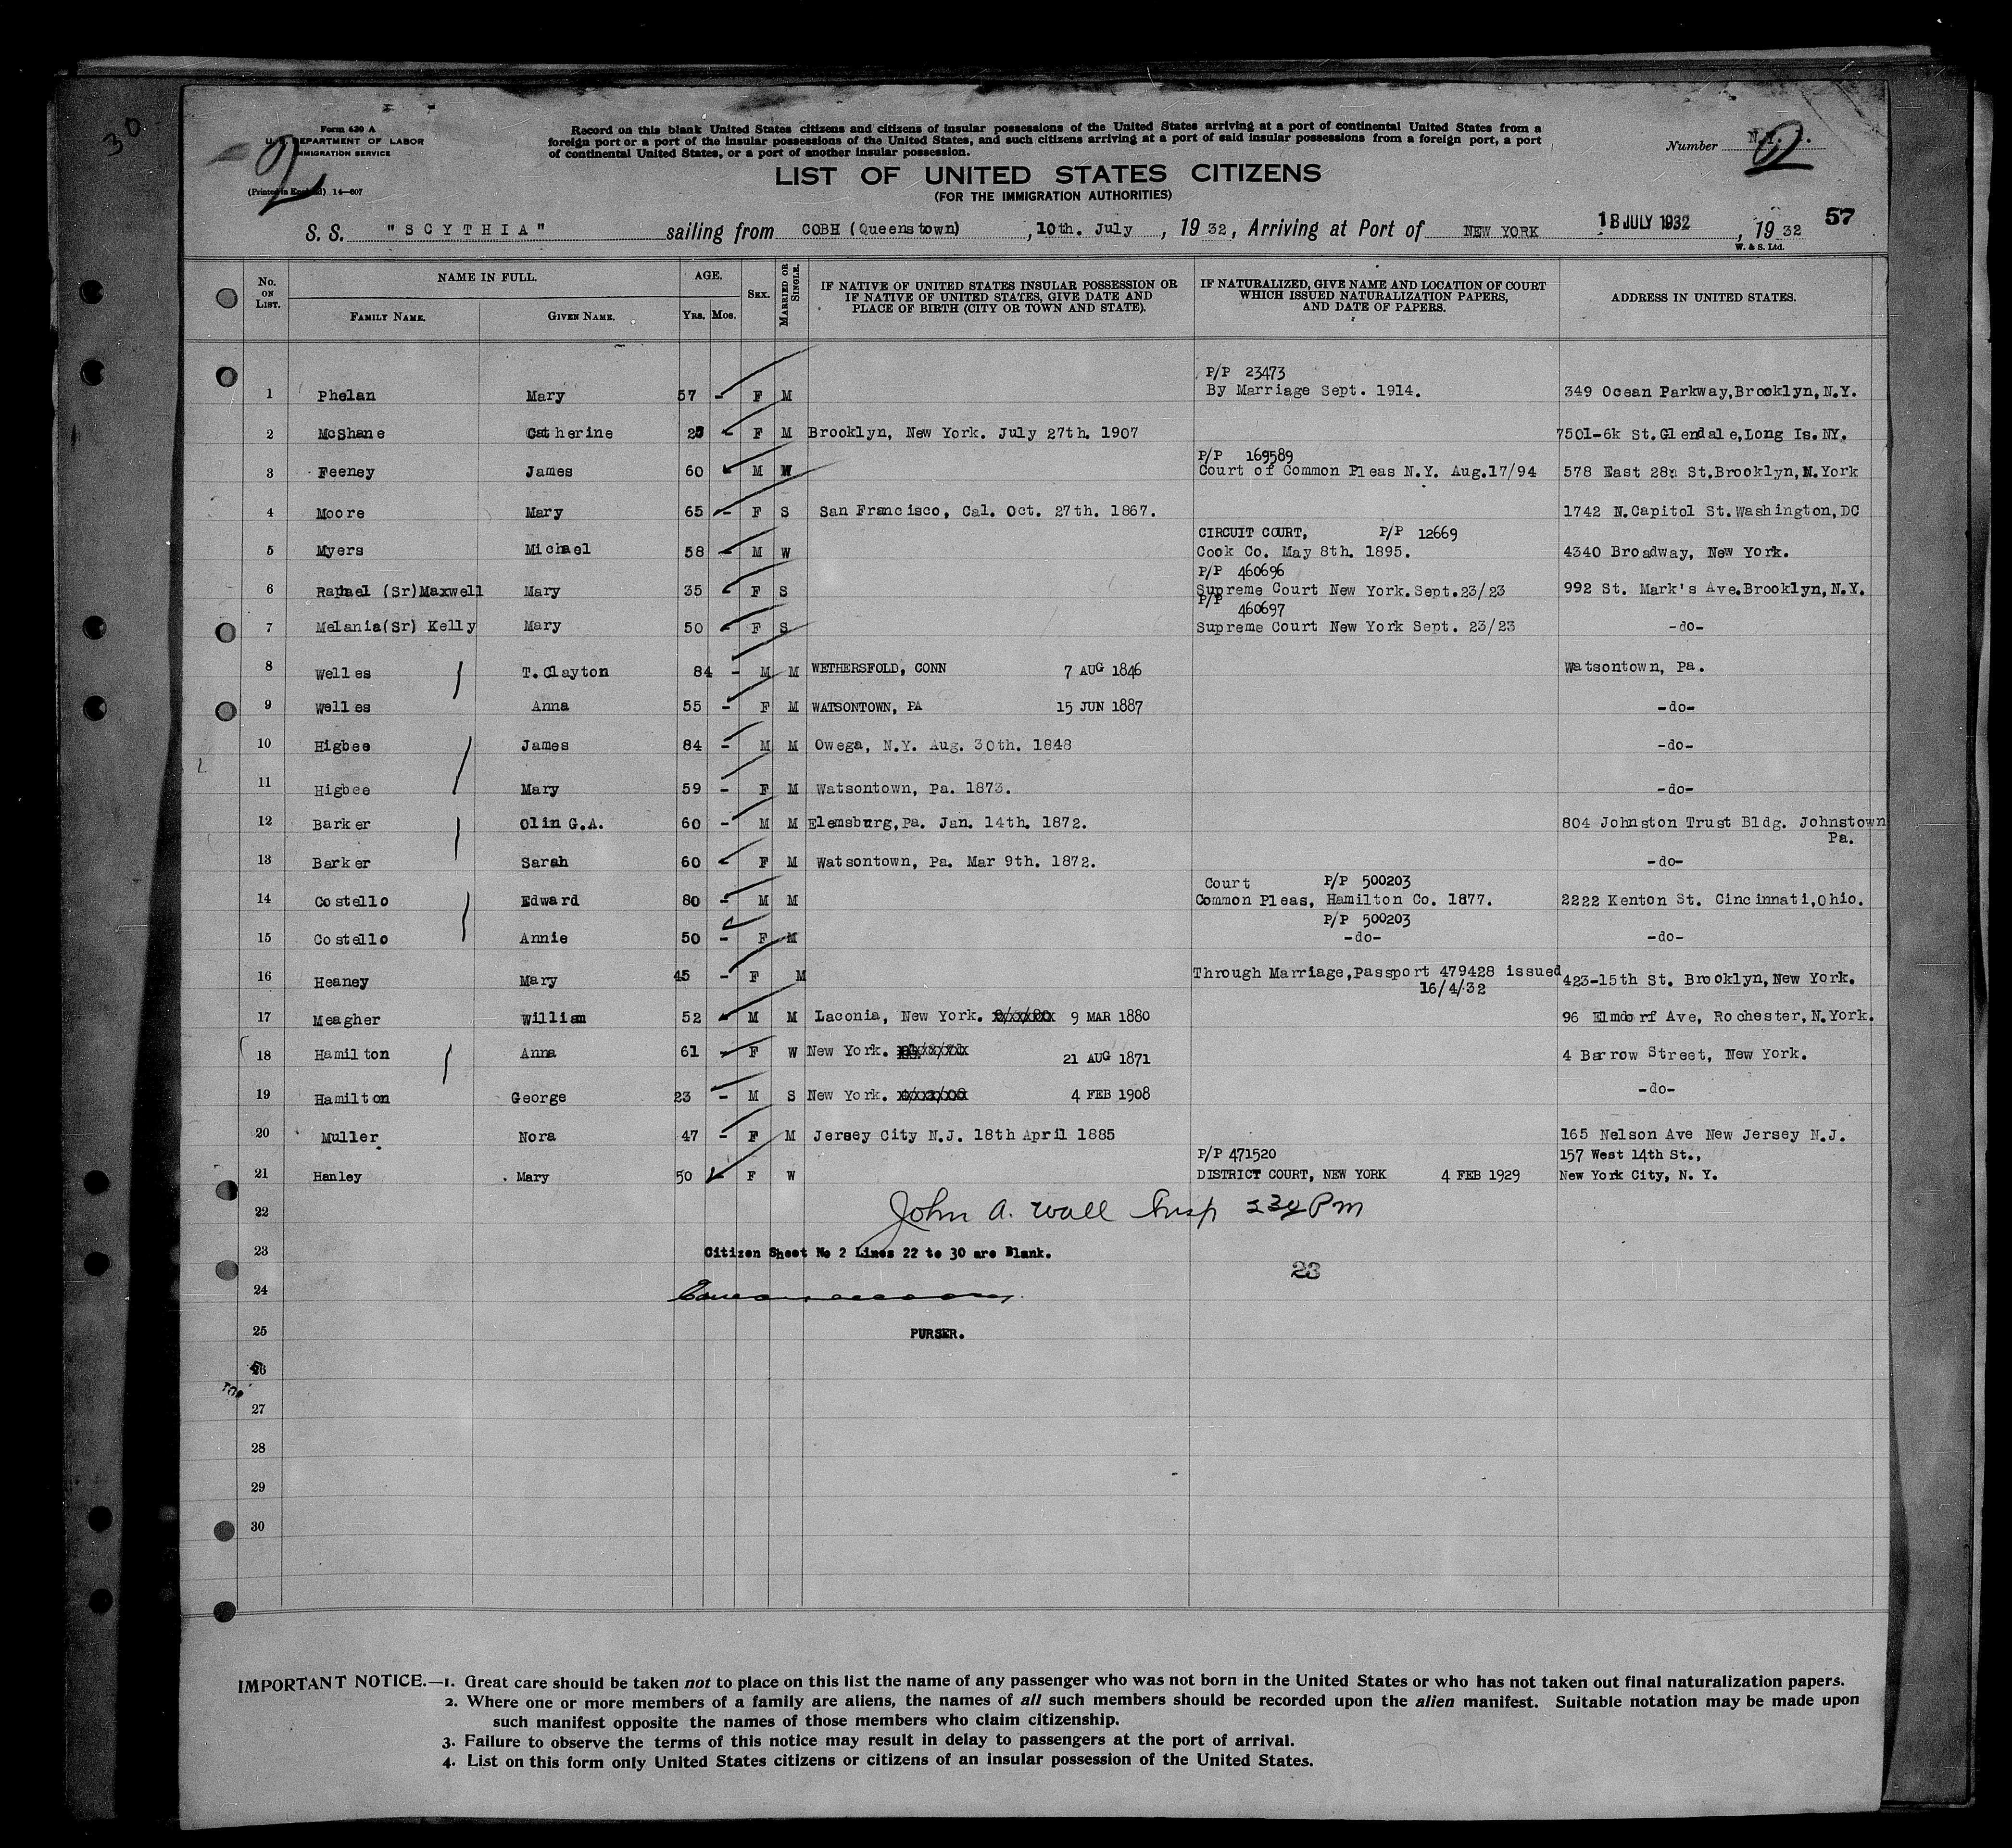 30
Form 630 A
U. S. DEPARTMENT OF LABOR
IMMIGRATION SERVICE
(Printed in England) 14—607
2
Record on this blank United States citizens and citizens of insular possessions of the United States arriving at a port of continental United States from a
foreign port or a port of the insular possessions of the United States, and such citizens arriving at a port of said insular possessions from a foreign port, a port
of continental United States, or a port of another insular possession.
Number N.Y. 2
LIST OF UNITED STATES CITIZENS
(FOR THE IMMIGRATION AUTHORITIES)
57
S. S. "SCYTHIA" sailing from COBH (Queenstown), 10th. July, 1932, Arriving at Port of NEW YORK 18 JULY 1932, 1932
W. & S. Ltd.
No. ON LIST. NAME IN FULL. AGE. SEX. MARRIED OR SINGLE. IF NATIVE OF UNITED STATES INSULAR POSSESSION OR IF NATIVE OF UNITED STATES, GIVE DATE AND PLACE OF BIRTH (CITY OR TOWN AND STATE). IF NATURALIZED, GIVE NAME AND LOCATION OF COURT WHICH ISSUED NATURALIZATION PAPERS, AND DATE OF PAPERS. ADDRESS IN UNITED STATES.
FAMILY NAME. GIVEN NAME. YRS. MOS.
P/P 23473
1 Phelan Mary 57 - F M By Marriage Sept. 1914. 349 Ocean Parkway,Brooklyn,N.Y.
2 McShane Catherine 25 - F M Brooklyn, New York. July 27th. 1907 7501-6k St.Glendale,Long Is.NY.
P/P 169589
3 Feeney James 60 - M W Court of Common Pleas N.Y. Aug.17/94 578 East 28n St.Brooklyn,N.York
4 Moore Mary 65 - F S San Francisco, Cal. Oct. 27th. 1867. 1742 N.Capitol St.Washington,DC
CIRCUIT COURT, P/P 12669
5 Myers Michael 58 - M W Cook Co. May 8th. 1895. 4340 Broadway, New York.
P/P 460696
6 Raphael (Sr)Maxwell Mary 35 - F S Supreme Court New York.Sept.23/23 992 St. Mark's Ave.Brooklyn,N.Y.
P/P 460697
7 Melania(Sr) Kelly Mary 50 - F S Supreme Court New York Sept. 23/23 -do-
8 Welles T.Clayton 84 - M M WETHERSFOLD, CONN 7 AUG 1846 Watsontown, Pa.
9 Welles Anna 55 - F M WATSONTOWN, PA 15 JUN 1887 -do-
10 Higbee James 84 - M M Owega, N.Y. Aug. 30th. 1848 -do-
11 Higbee Mary 59 - F M Watsontown, Pa. 1873. -do-
12 Barker Olin G.A. 60 - M M Elemsburg,Pa. Jan. 14th. 1872. 804 Johnston Trust Bldg. Johnstown
Pa.
13 Barker Sarah 60 - F M Watsontown, Pa. Mar 9th. 1872. -do-
Court P/P 500203
14 Costello Edward 80 - M M Common Pleas, Hamilton Co. 1877. 2222 Kenton St. Cincinnati,Ohio.
P/P 500203
15 Costello Annie 50 - F M -do- -do-
16 Heaney Mary 45 - F M Through Marriage,Passport 479428 issued 423-15th St. Brooklyn,New York.
16/4/32
17 Meagher William 52 - M M Laconia, New York. 9 MAR 1880 96 Elmdorf Ave, Rochester,N.York.
18 Hamilton Anna 61 - F W New York. 21 AUG 1871 4 Barrow Street, New York.
19 Hamilton George 23 - M S New York. 4 FEB 1908 -do-
20 Muller Nora 47 - F M Jersey City N.J. 18th April 1885 165 Nelson Ave New Jersey N.J.
P/P 471520 157 West 14th St.,
21 Hanley Mary 50 F W DISTRICT COURT, NEW YORK 4 FEB 1929 New York City, N. Y.
22 John A. Wall Insp 2 30 Pm
23 Citizen Sheet No 2 Lines 22 to 30 are Blank.
23
24
25 PURSER.
26
27
28
29
30
IMPORTANT NOTICE.—1. Great care should be taken not to place on this list the name of any passenger who was not born in the United States or who has not taken out final naturalization papers.
2. Where one or more members of a family are aliens, the names of all such members should be recorded upon the alien manifest. Suitable notation may be made upon
such manifest opposite the names of those members who claim citizenship.
3. Failure to observe the terms of this notice may result in delay to passengers at the port of arrival.
4. List on this form only United States citizens or citizens of an insular possession of the United States.